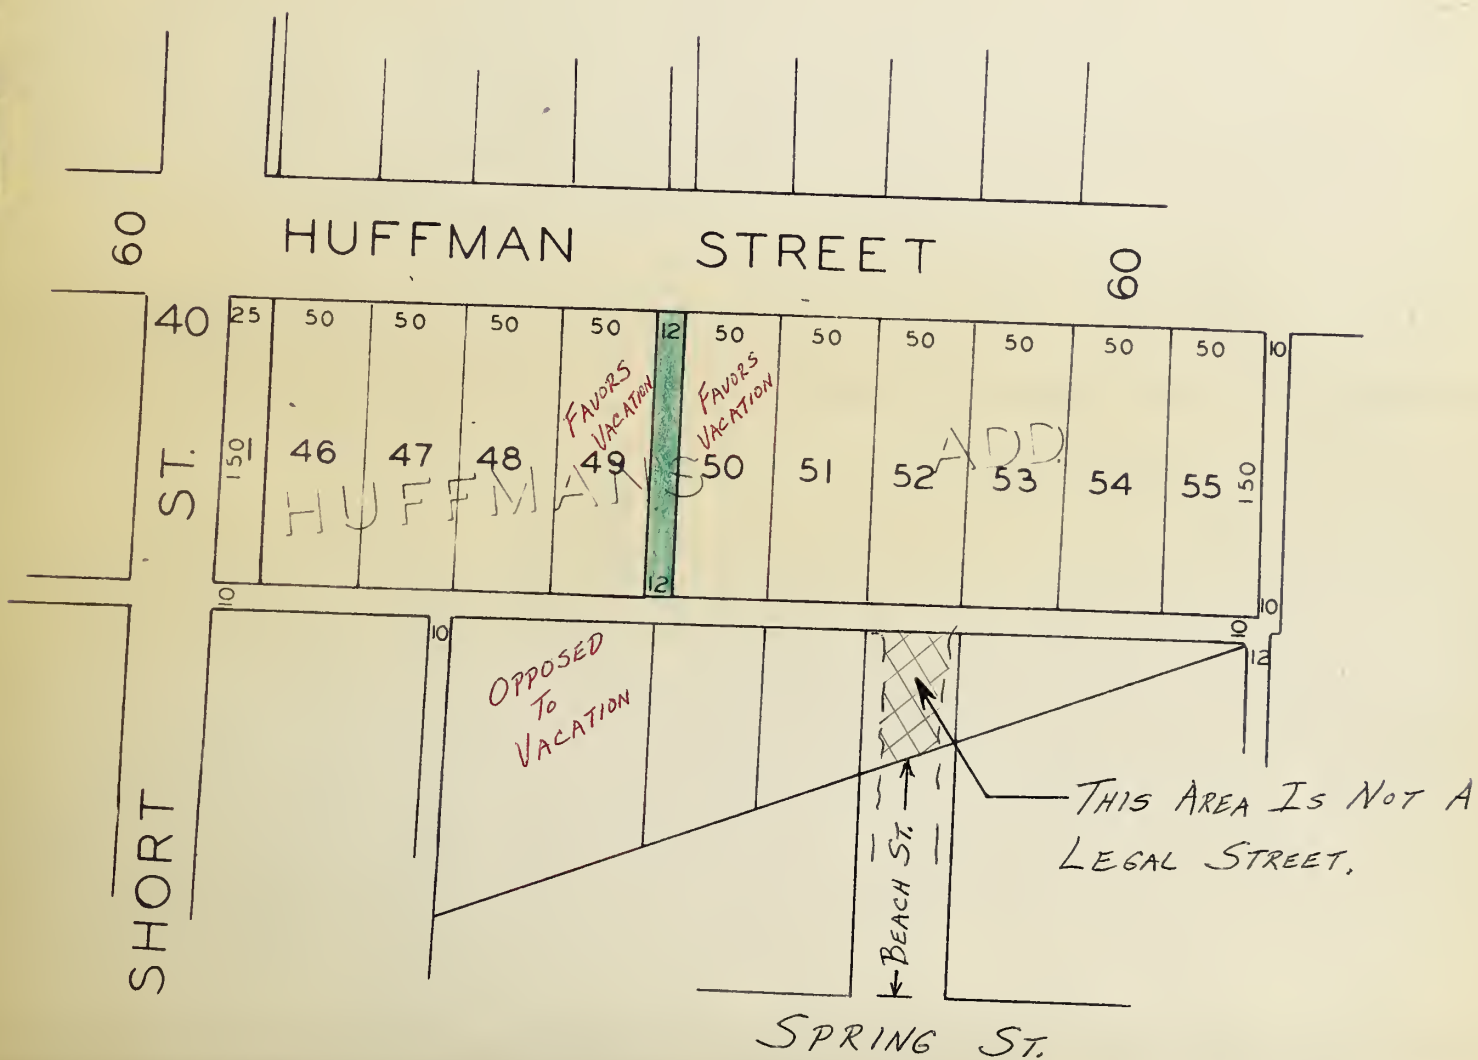 60
HUFFMAN STREET
60
40
25 50 50 50 50 12 50 50 50 50 50 50 10
FAVORS
VACATION
FAVORS
VACATION
ST.
150
46 47 48 49 50 51 52 53 54 55
150
HUFFMAN'S ADD.
12
10
10
10
10
12
OPPOSED
TO
VACATION
THIS AREA IS NOT A
LEGAL STREET.
BEACH ST.
SHORT
SPRING ST.